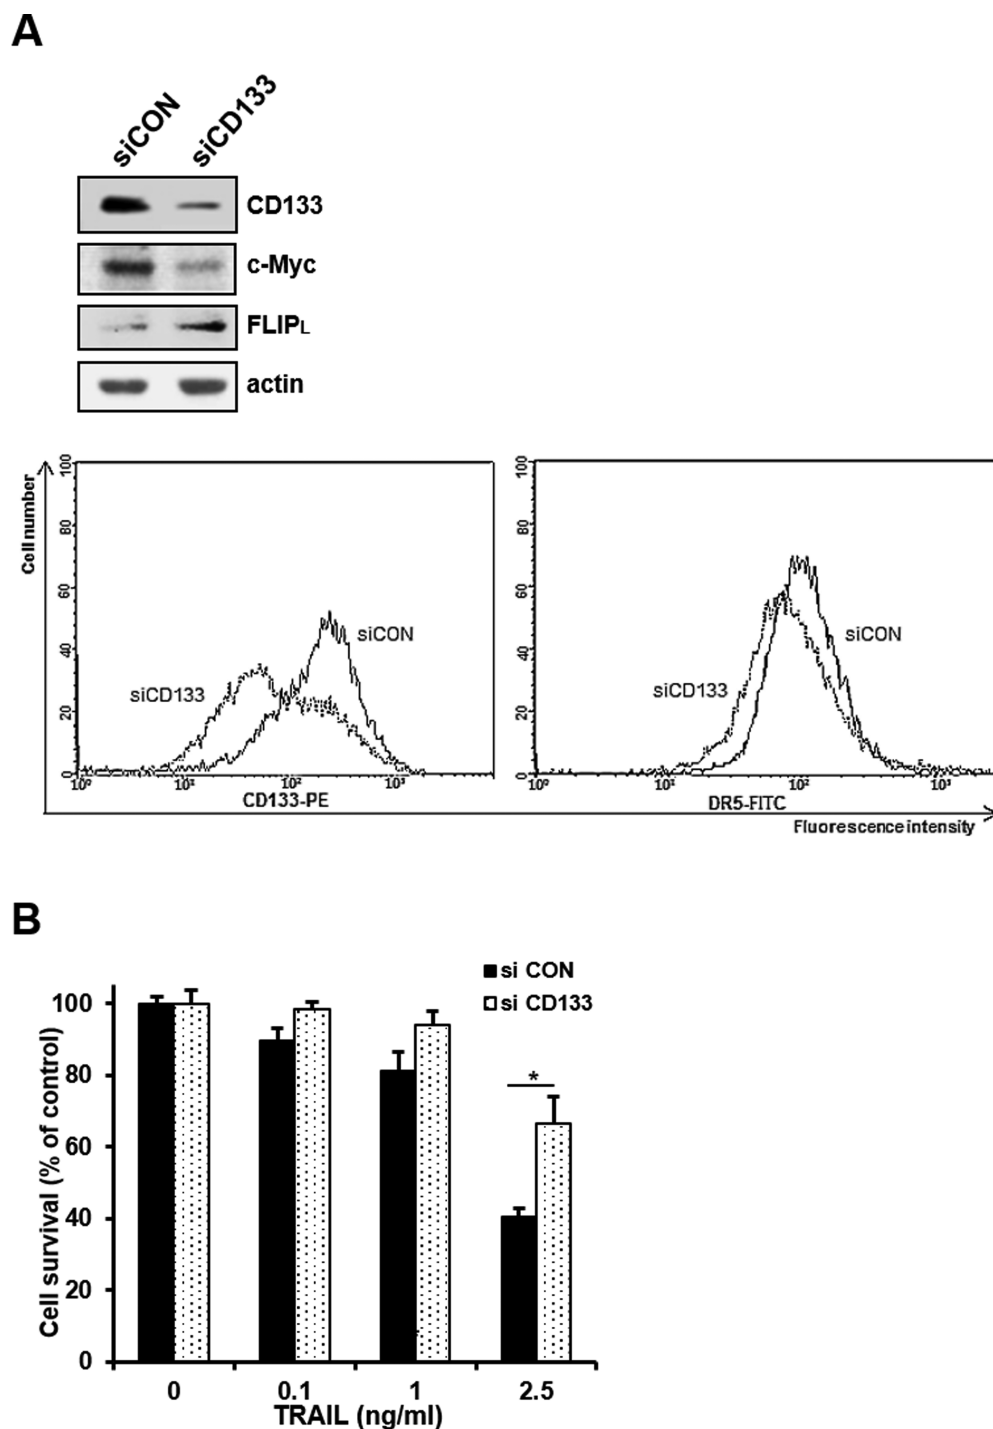 A
siCON siCD133
CD133
c-Myc
FLIPL
actin
Cell number
100
80
60
40
20
0
siCD133
siCON
10⁰ 10¹ 10² 10³
CD133-PE
100
80
60
40
20
0
siCD133
siCON
10⁰ 10¹ 10² 10³
DR5-FITC
Fluorescence intensity
B
si CON
si CD133
Cell survival (% of control)
100
80
60
40
20
0
*
0 0.1 1 2.5
TRAIL (ng/ml)